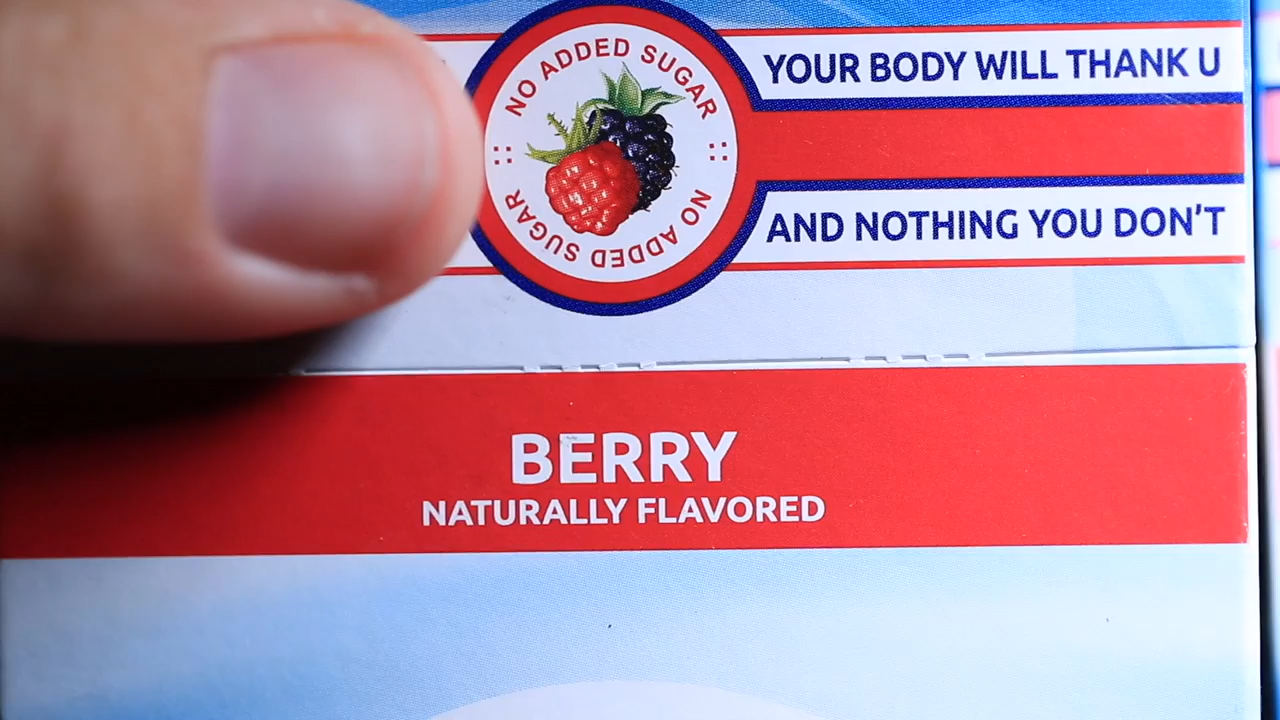 NO ADDED SUGAR
NO ADDED SUGAR
YOUR BODY WILL THANK U
AND NOTHING YOU DON'T
BERRY
NATURALLY FLAVORED